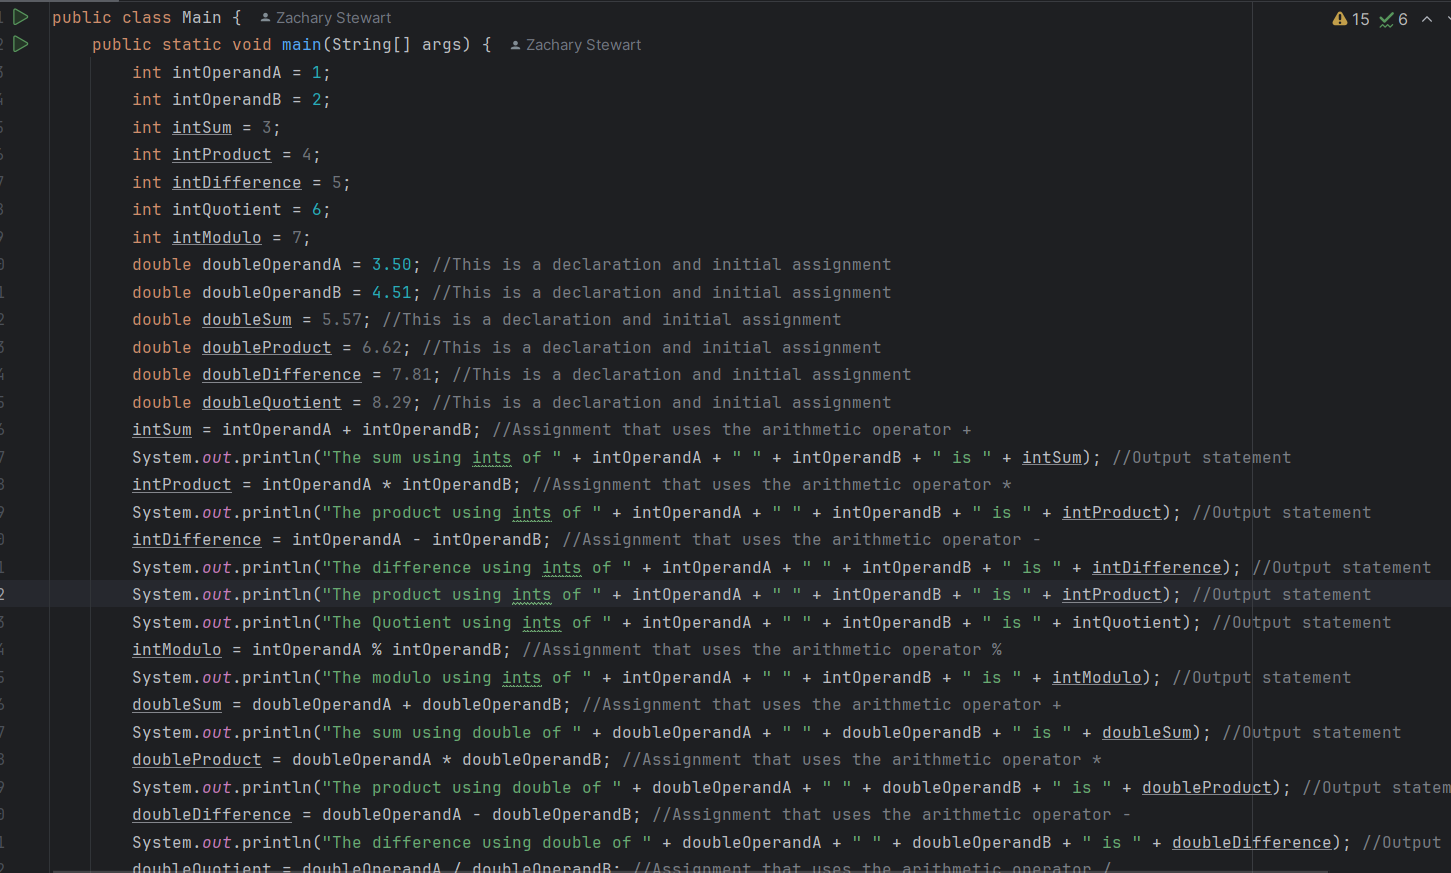 public class Main { Zachary Stewart
15 6
public static void main(String[] args) { Zachary Stewart
int intOperandA = 1;
int intOperandB = 2;
int intSum = 3;
int intProduct = 4;
int intDifference = 5;
int intQuotient = 6;
int intModulo = 7;
double doubleOperandA = 3.50; //This is a declaration and initial assignment
double doubleOperandB = 4.51; //This is a declaration and initial assignment
double doubleSum = 5.57; //This is a declaration and initial assignment
double doubleProduct = 6.62; //This is a declaration and initial assignment
double doubleDifference = 7.81; //This is a declaration and initial assignment
double doubleQuotient = 8.29; //This is a declaration and initial assignment
intSum = intOperandA + intOperandB; //Assignment that uses the arithmetic operator +
System.out.println("The sum using ints of " + intOperandA + " " + intOperandB + " is " + intSum); //Output statement
intProduct = intOperandA * intOperandB; //Assignment that uses the arithmetic operator *
System.out.println("The product using ints of " + intOperandA + " " + intOperandB + " is " + intProduct); //Output statement
intDifference = intOperandA - intOperandB; //Assignment that uses the arithmetic operator -
System.out.println("The difference using ints of " + intOperandA + " " + intOperandB + " is " + intDifference); //Output statement
System.out.println("The product using ints of " + intOperandA + " " + intOperandB + " is " + intProduct); //Output statement
System.out.println("The Quotient using ints of " + intOperandA + " " + intOperandB + " is " + intQuotient); //Output statement
intModulo = intOperandA % intOperandB; //Assignment that uses the arithmetic operator %
System.out.println("The modulo using ints of " + intOperandA + " " + intOperandB + " is " + intModulo); //Output statement
doubleSum = doubleOperandA + doubleOperandB; //Assignment that uses the arithmetic operator +
System.out.println("The sum using double of " + doubleOperandA + " " + doubleOperandB + " is " + doubleSum); //Output statement
doubleProduct = doubleOperandA * doubleOperandB; //Assignment that uses the arithmetic operator *
System.out.println("The product using double of " + doubleOperandA + " " + doubleOperandB + " is " + doubleProduct); //Output statem
doubleDifference = doubleOperandA - doubleOperandB; //Assignment that uses the arithmetic operator -
System.out.println("The difference using double of " + doubleOperandA + " " + doubleOperandB + " is " + doubleDifference); //Output
doubleQuotient = doubleOperandA / doubleOperandB; //Assignment that uses the arithmetic operator /